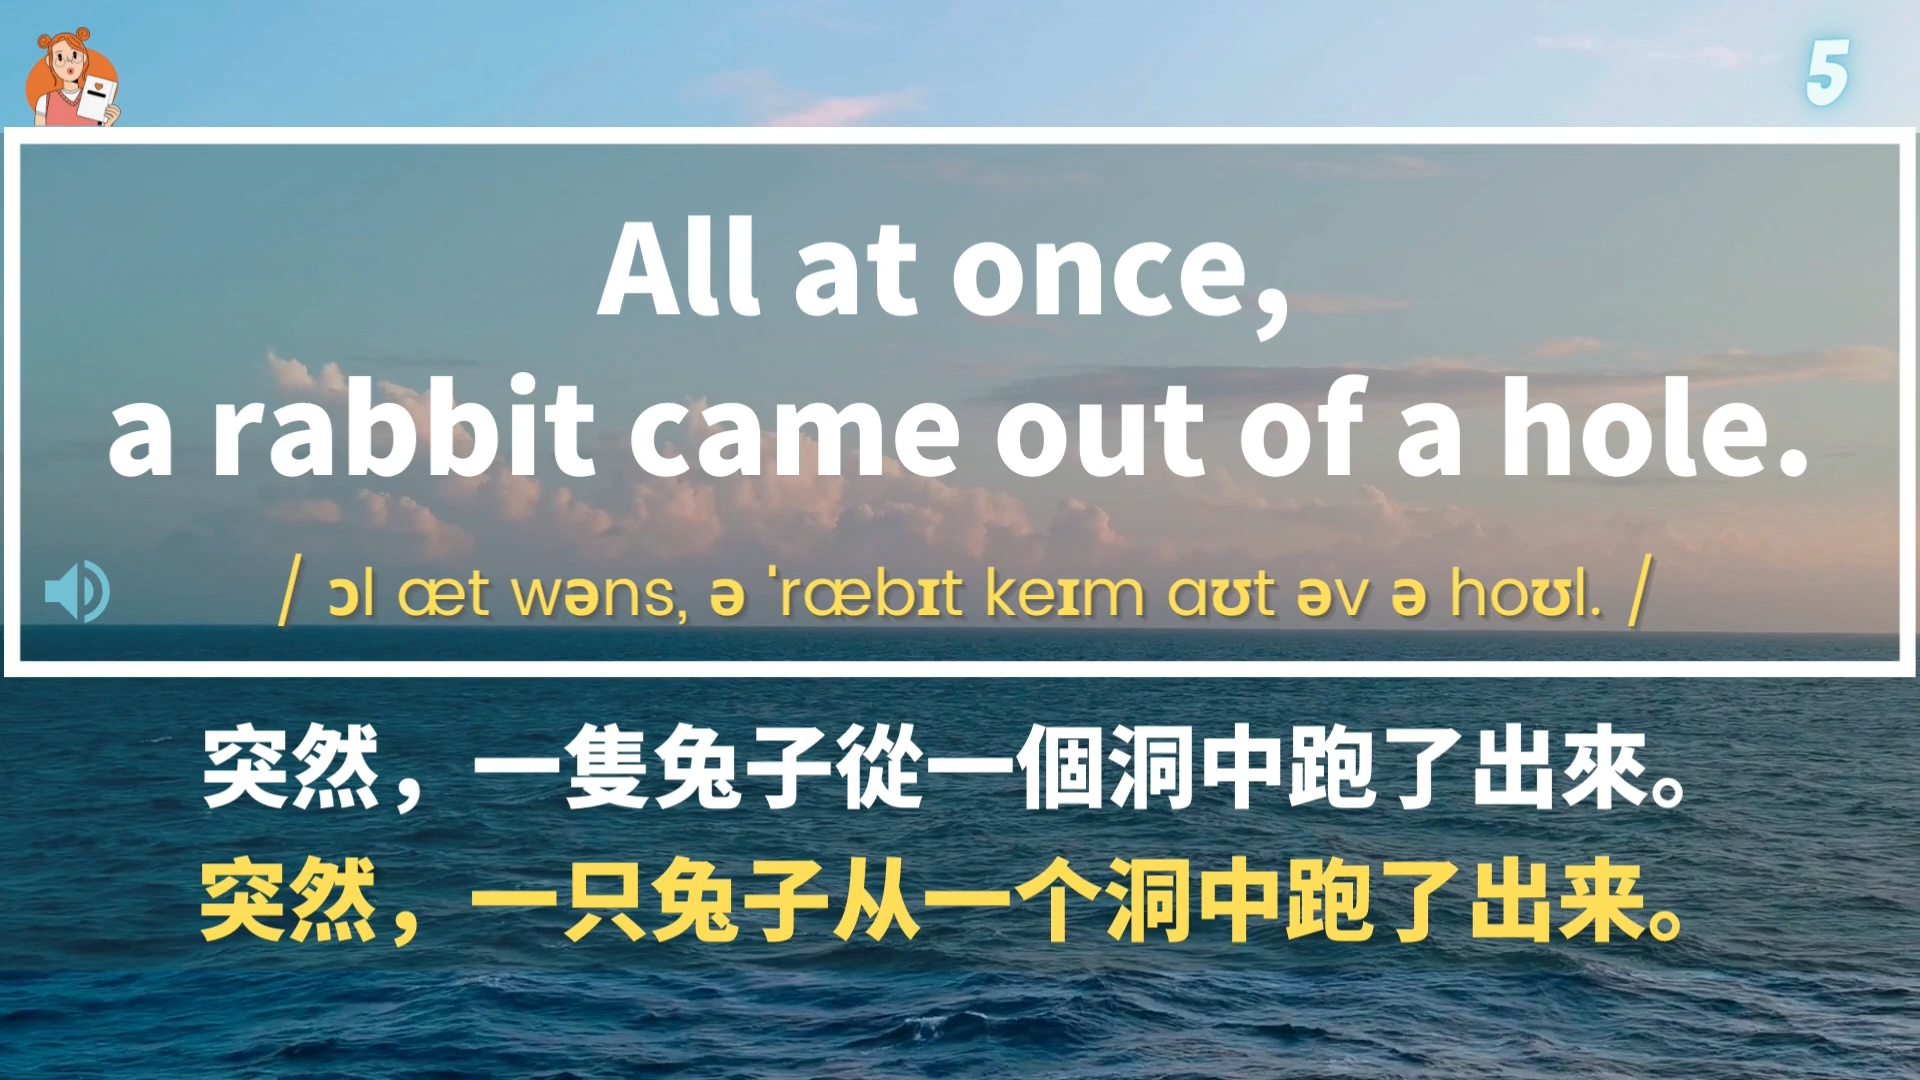 5
All at once,
a rabbit came out of a hole.
/ ɔl æt wəns, ə ˈræbɪt keɪm aʊt əv ə hoʊl. /
突然，一隻兔子從一個洞中跑了出來。
突然，一只兔子从一个洞中跑了出来。